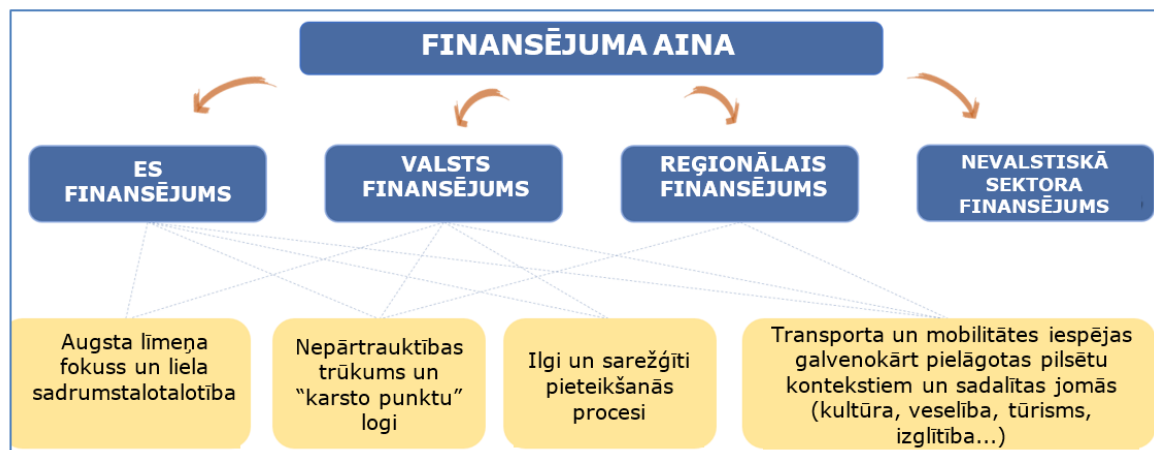 FINANSĒJUMA AINA
ES
FINANSĒJUMS
VALSTS
FINANSĒJUMS
REĢIONĀLAIS
FINANSĒJUMS
NEVALSTISKĀ
SEKTORA
FINANSĒJUMS
Augsta līmeņa
fokuss un liela
sadrumstalotalotība
Nepārtrauktības
trūkums un
“karsto punktu”
logi
Ilgi un sarežģīti
pieteikšanās
procesi
Transporta un mobilitātes iespējas
galvenokārt pielāgotas pilsētu
kontekstiem un sadalītas jomās
(kultūra, veselība, tūrisms,
izglītība...)